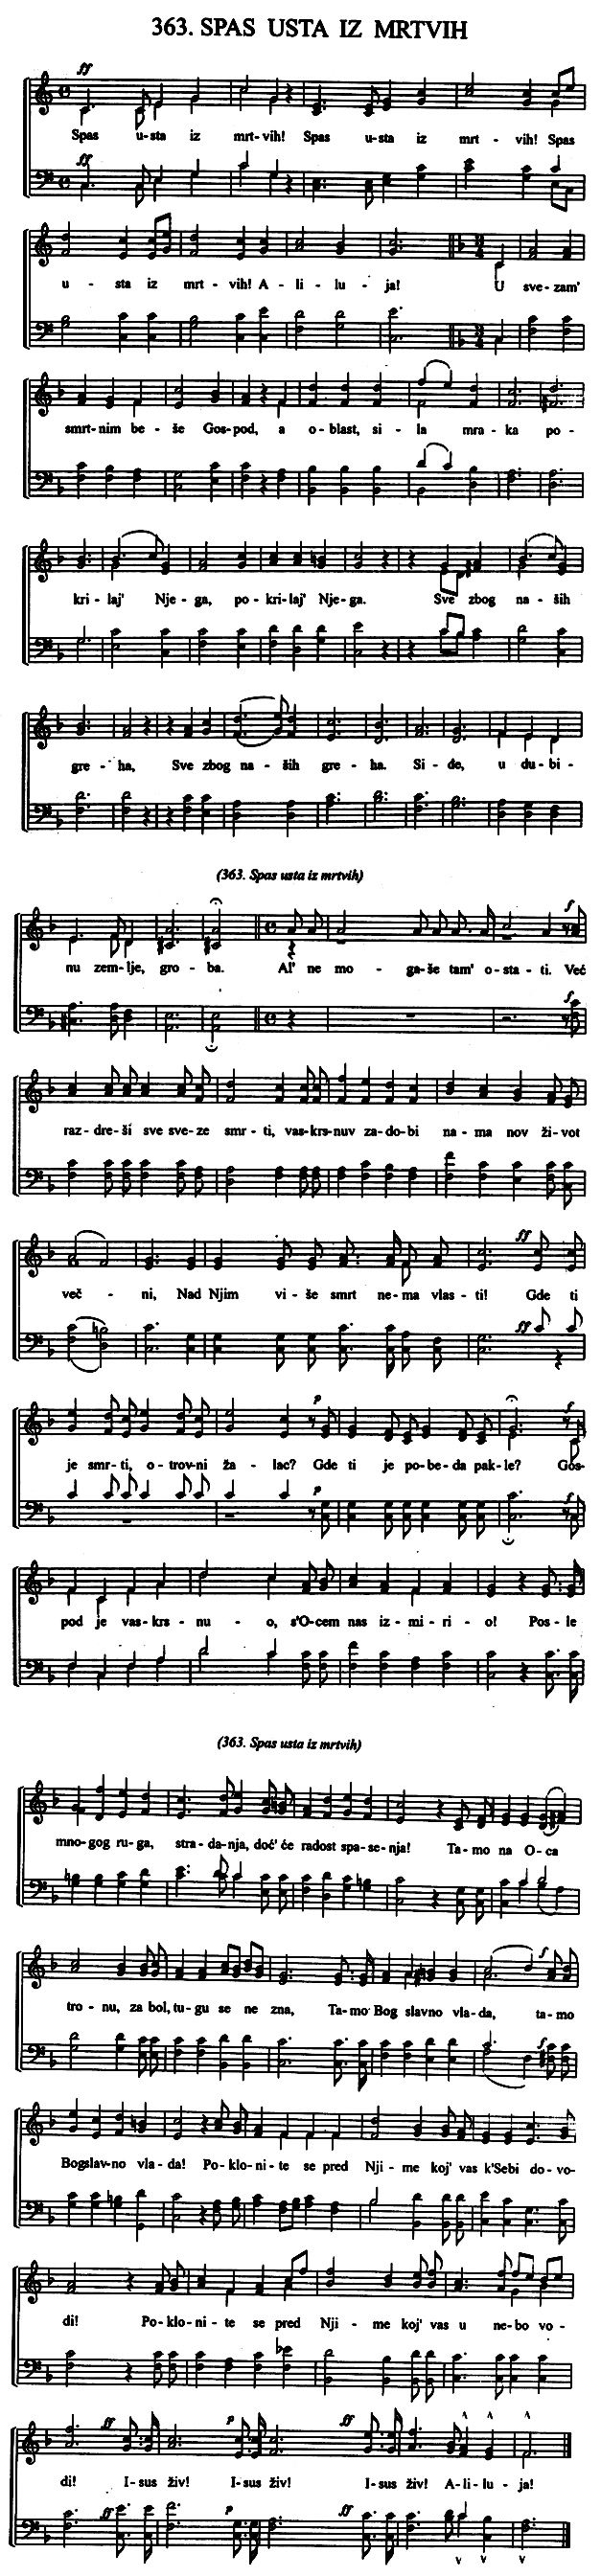 363. SPAS USTA IZ MRTVIH
ff
Spas u-sta iz mrt-vih! Spas u-sta iz mrt - vih! Spas
ff
u - sta iz mrt - vih! A - li - lu - ja! U sve-zam'
smrt-nim be - še Gos-pod, a o-blast, si - la mra-ka po -
kri-laj' Nje-ga, po-kri-laj' Nje-ga. Sve zbog na-ših
gre-ha, Sve zbog na-ših gre-ha. Si-đe, u du-bi-
(363. Spas usta iz mrtvih)
nu zem-lje, gro-ba. Al' ne mo - ga-še tam' o-sta - ti. Već
raz-dre-ši sve sve-ze smr-ti, vas-krs-nuv za-do-bi na-ma nov ži-vot
ff
več - ni, Nad Njim vi-še smrt ne-ma vlas-ti! Gde ti
ff
p f
je smr-ti, o-trov-ni ža-lac? Gde ti je po-be-da pak-le? Gos-
p f
pod je vas-krs-nu - o, s'O-cem nas iz-mi-ri-o! Pos-le
(363. Spas usta iz mrtvih)
mno-gog ru-ga, stra-da-nja, doć' će radost spa-se-nja! Ta-mo na O-ca
f
tro-nu, za bol, tu-gu se ne zna, Ta-mo Bog slavno vla-da, ta-mo
f
Bogslav-no vla-da! Po-klo-ni-te se pred Nji-me koj' vas k'Sebi do-vo-
di! Po-klo-ni-te se pred Nji-me koj' vas u ne-bo vo-
ff p ff
di! I-sus živ! I-sus živ! I-sus živ! A-li-lu-ja!
ff p ff